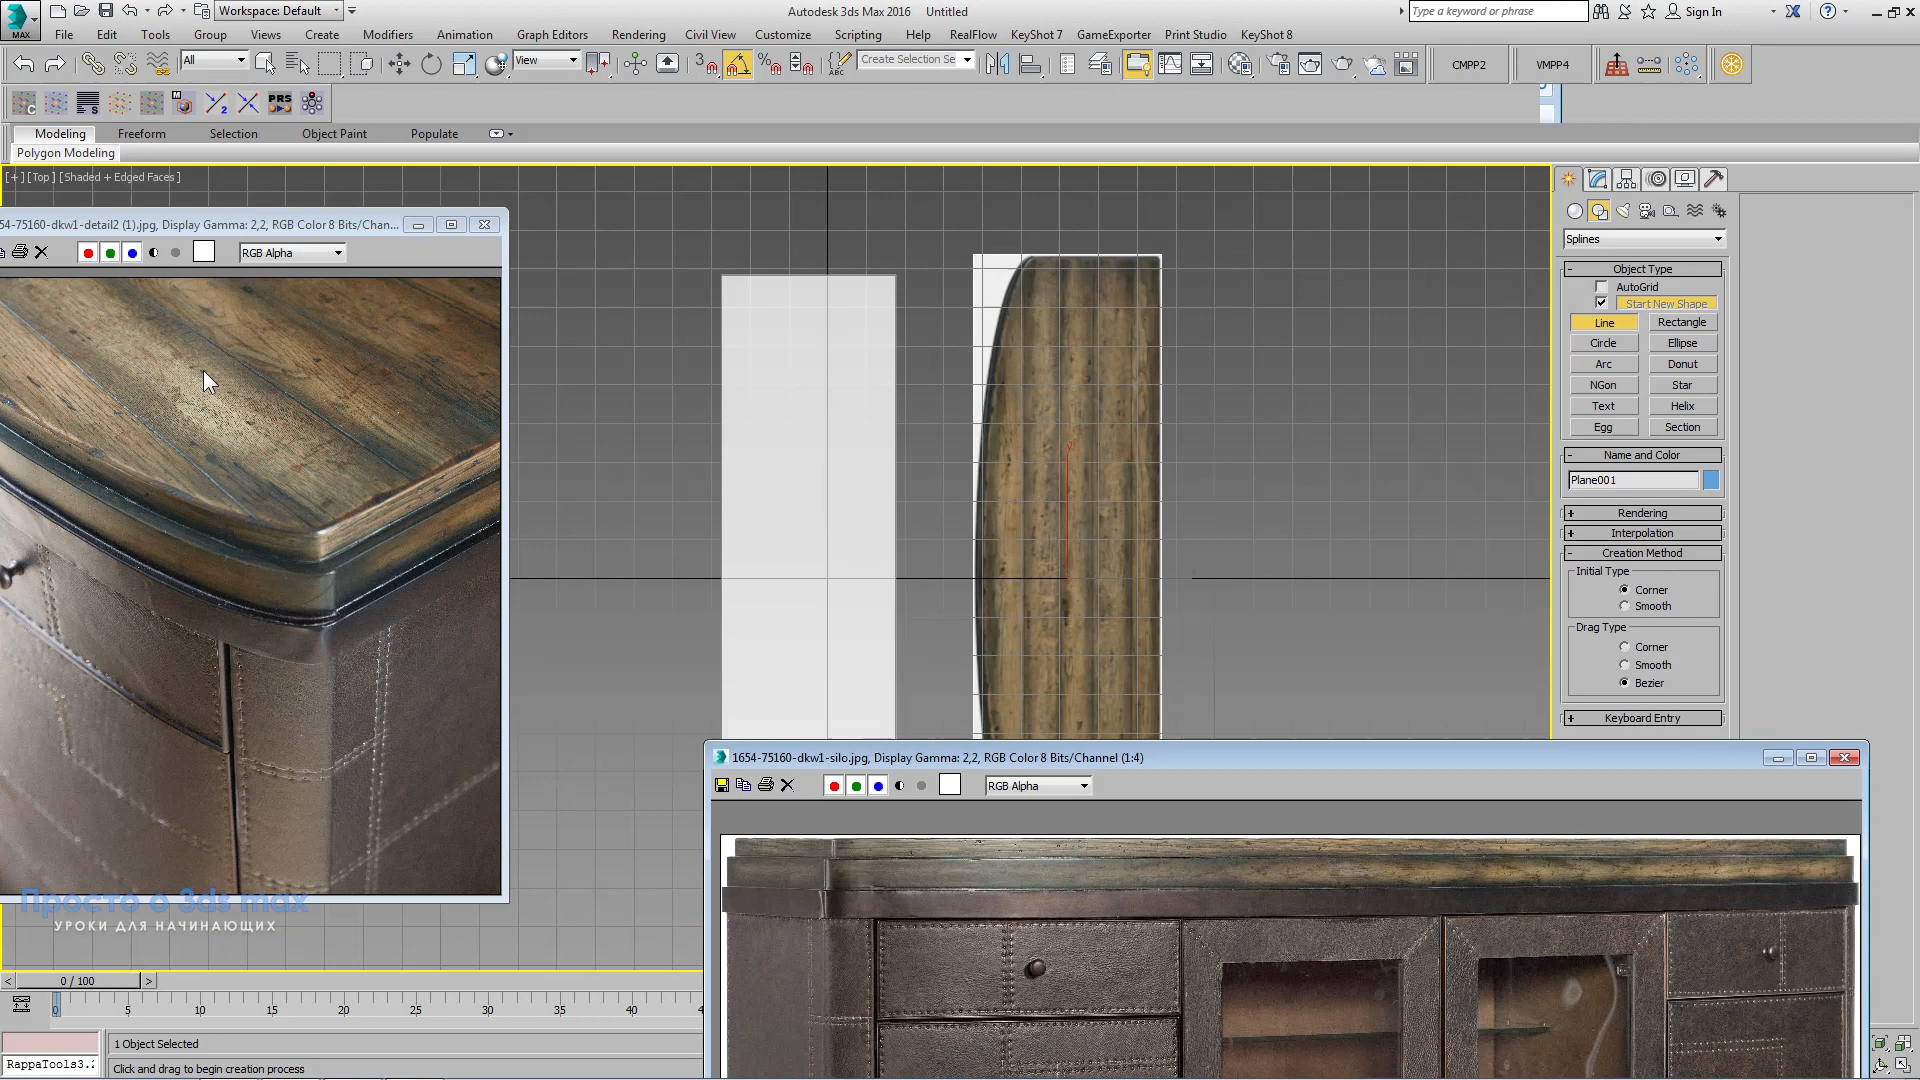 Workspace: Default
Autodesk 3ds Max 2016 Untitled
Type a keyword or phrase
Sign In
MAX
File Edit Tools Group Views Create Modifiers Animation Graph Editors Rendering Civil View Customize Scripting Help RealFlow KeyShot 7 GameExporter Print Studio KeyShot 8
All
View
3
ABC
Create Selection Se
CMPP2
VMPP4
PRS
Modeling Freeform Selection Object Paint Populate
Polygon Modeling
[+] [Top ] [Shaded + Edged Faces ]
Splines
Object Type
AutoGrid
Start New Shape
Line Rectangle
Circle Ellipse
Arc Donut
NGon Star
Text Helix
Egg Section
Name and Color
Plane001
Rendering
Interpolation
Creation Method
Initial Type
Corner
Smooth
Drag Type
Corner
Smooth
Bezier
Keyboard Entry
654-75160-dkw1-detail2 (1).jpg, Display Gamma: 2,2, RGB Color 8 Bits/Chan...
RGB Alpha
1654-75160-dkw1-silo.jpg, Display Gamma: 2,2, RGB Color 8 Bits/Channel (1:4)
RGB Alpha
Просто о 3ds max
УРОКИ ДЛЯ НАЧИНАЮЩИХ
< 0 / 100 >
0 5 10 15 20 25 30 35 40
1 Object Selected
RappaTools3.2
Click and drag to begin creation process